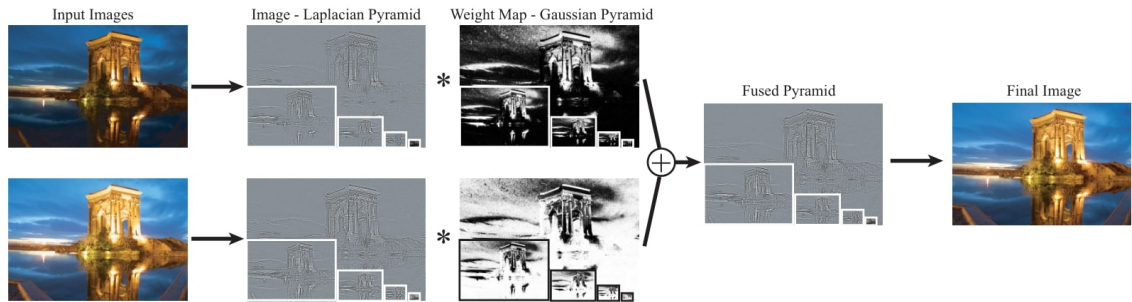 Input Images
Image - Laplacian Pyramid
Weight Map - Gaussian Pyramid
*
*
+
Fused Pyramid
Final Image